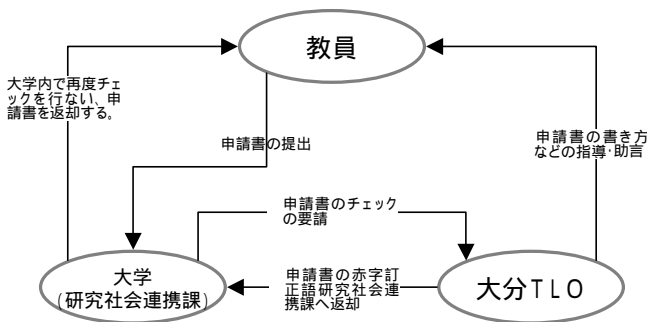 教員
大学内で再度チェ
ックを行ない、申
請書を返却する。
申請書の提出
申請書の書き方
などの指導・助言
申請書のチェック
の要請
大学
(研究社会連携課)
申請書の赤字訂
正語研究社会連
携課へ返却
大分TLO